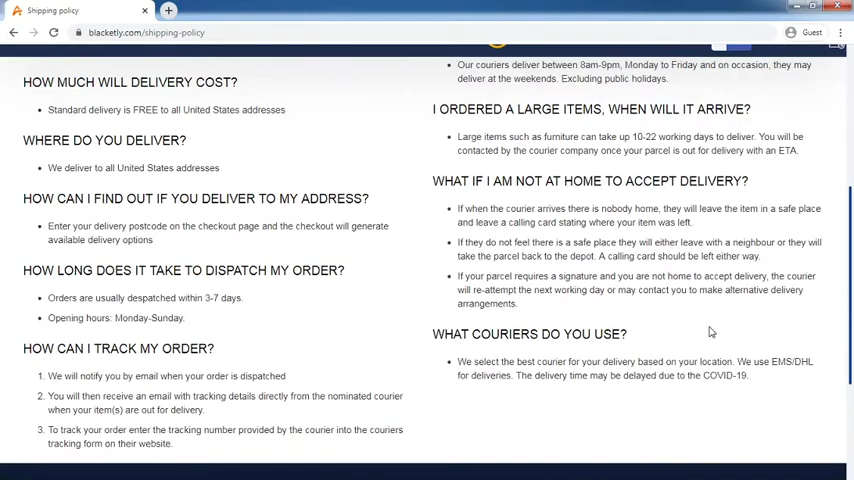 Shipping policy
blacketly.com/shipping-policy
Guest
HOW MUCH WILL DELIVERY COST?
• Standard delivery is FREE to all United States addresses
WHERE DO YOU DELIVER?
• We deliver to all United States addresses
HOW CAN I FIND OUT IF YOU DELIVER TO MY ADDRESS?
• Enter your delivery postcode on the checkout page and the checkout will generate
available delivery options
HOW LONG DOES IT TAKE TO DISPATCH MY ORDER?
• Orders are usually despatched within 3-7 days.
• Opening hours: Monday-Sunday.
HOW CAN I TRACK MY ORDER?
1. We will notify you by email when your order is dispatched
2. You will then receive an email with tracking details directly from the nominated courier
when your item(s) are out for delivery.
3. To track your order enter the tracking number provided by the courier into the couriers
tracking form on their website.
• Our couriers deliver between 8am-9pm, Monday to Friday and on occasion, they may
deliver at the weekends. Excluding public holidays.
I ORDERED A LARGE ITEMS, WHEN WILL IT ARRIVE?
• Large items such as furniture can take up 10-22 working days to deliver. You will be
contacted by the courier company once your parcel is out for delivery with an ETA.
WHAT IF I AM NOT AT HOME TO ACCEPT DELIVERY?
• If when the courier arrives there is nobody home, they will leave the item in a safe place
and leave a calling card stating where your item was left.
• If they do not feel there is a safe place they will either leave with a neighbour or they will
take the parcel back to the depot. A calling card should be left either way.
• If your parcel requires a signature and you are not home to accept delivery, the courier
will re-attempt the next working day or may contact you to make alternative delivery
arrangements.
WHAT COURIERS DO YOU USE?
• We select the best courier for your delivery based on your location. We use EMS/DHL
for deliveries. The delivery time may be delayed due to the COVID-19.